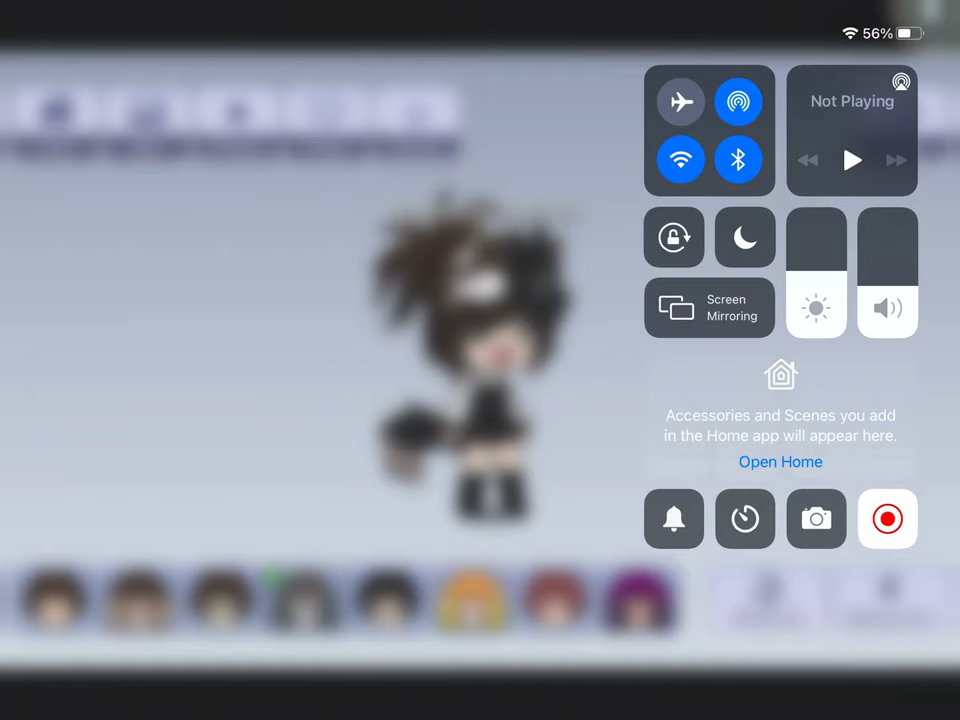 56%
Not Playing
Screen
Mirroring
Accessories and Scenes you add
in the Home app will appear here.
Open Home